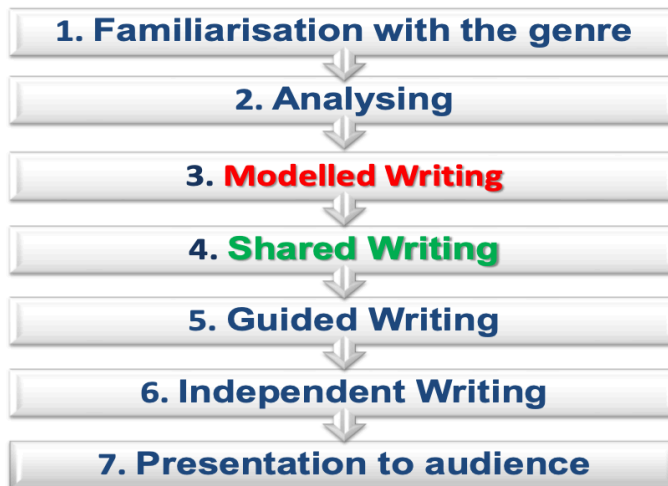 1. Familiarisation with the genre
2. Analysing
3. Modelled Writing
4. Shared Writing
5. Guided Writing
6. Independent Writing
7. Presentation to audience